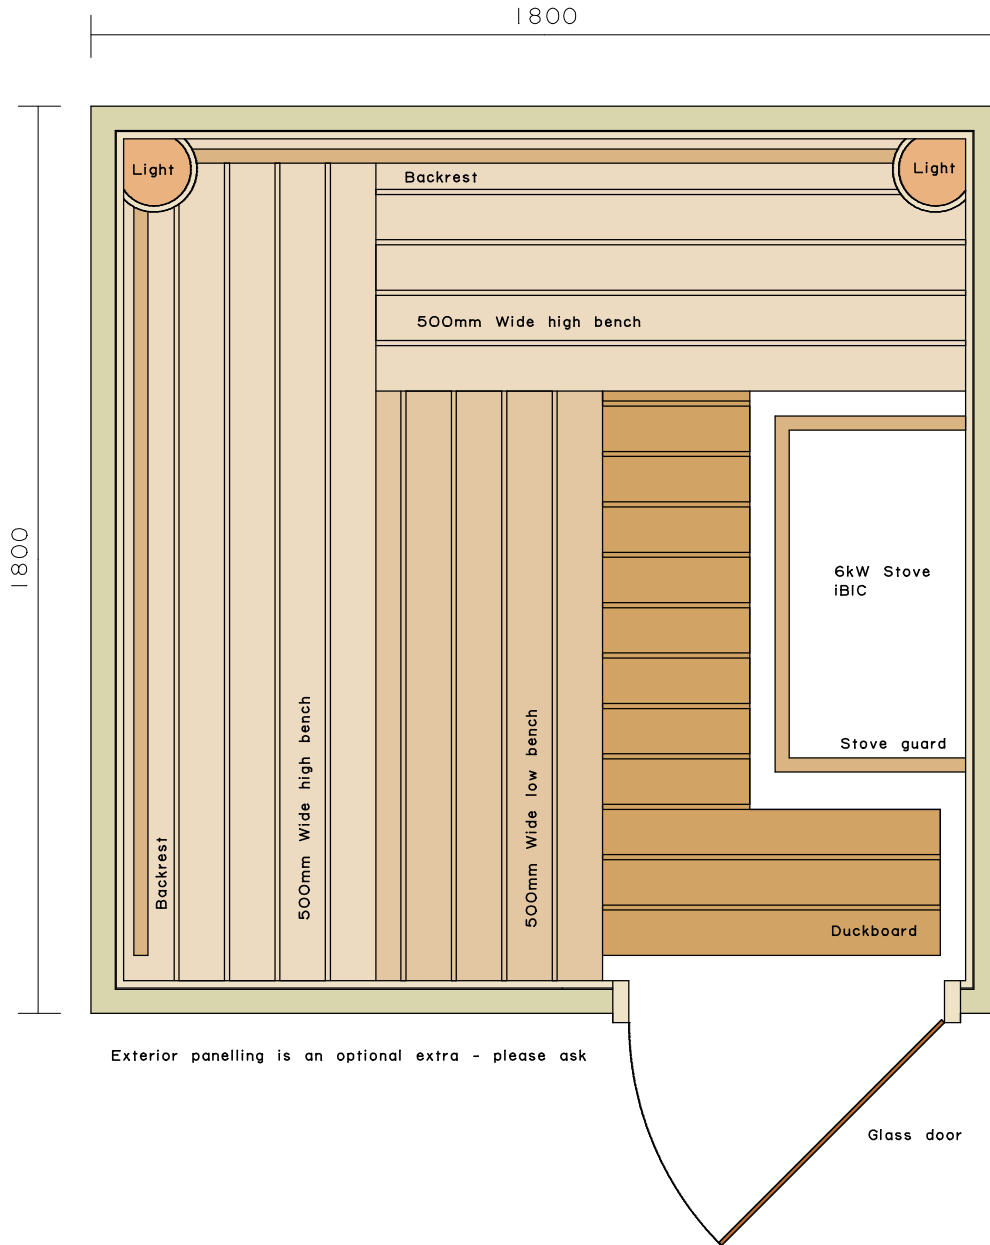 1800
Light
Light
Backrest
500mm Wide high bench
1800
6kW Stove
iBIC
500mm Wide high bench
500mm Wide low bench
Stove guard
Backrest
Duckboard
Exterior panelling is an optional extra - please ask
Glass door